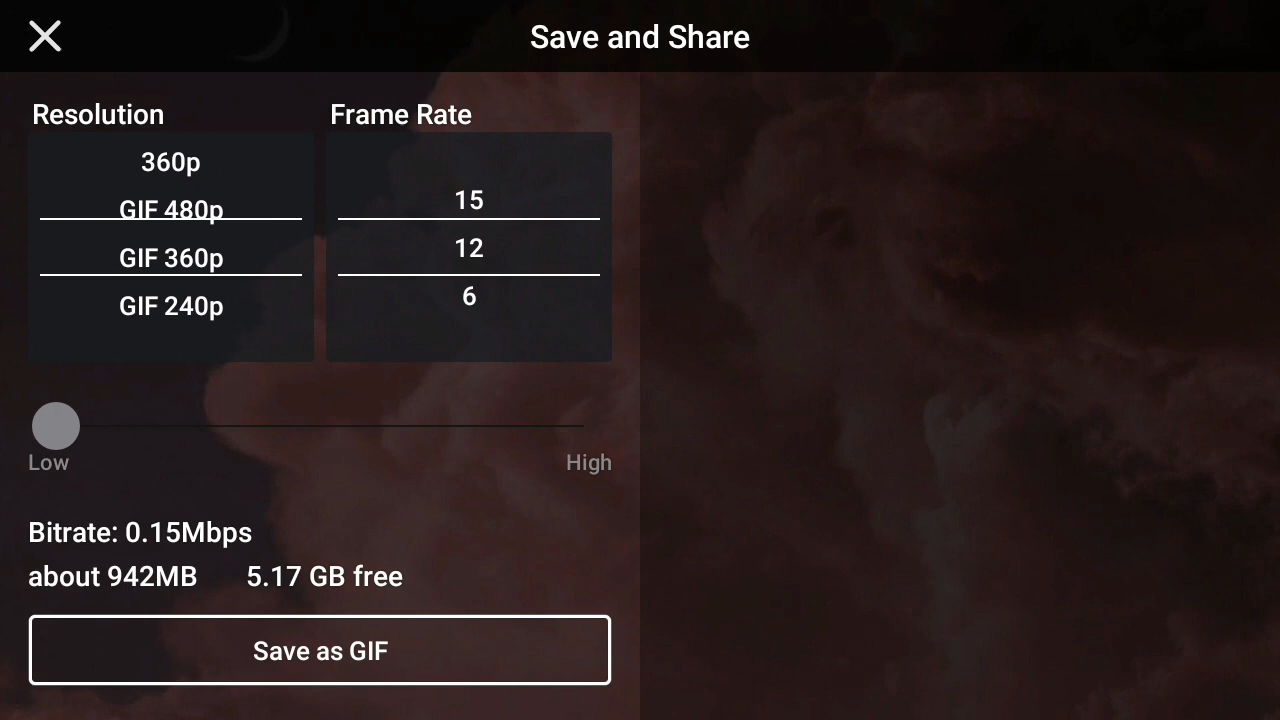 Save and Share
Resolution
Frame Rate
360p
GIF 480p
GIF 360p
GIF 240p
15
12
6
Low
High
Bitrate: 0.15Mbps
about 942MB 5.17 GB free
Save as GIF